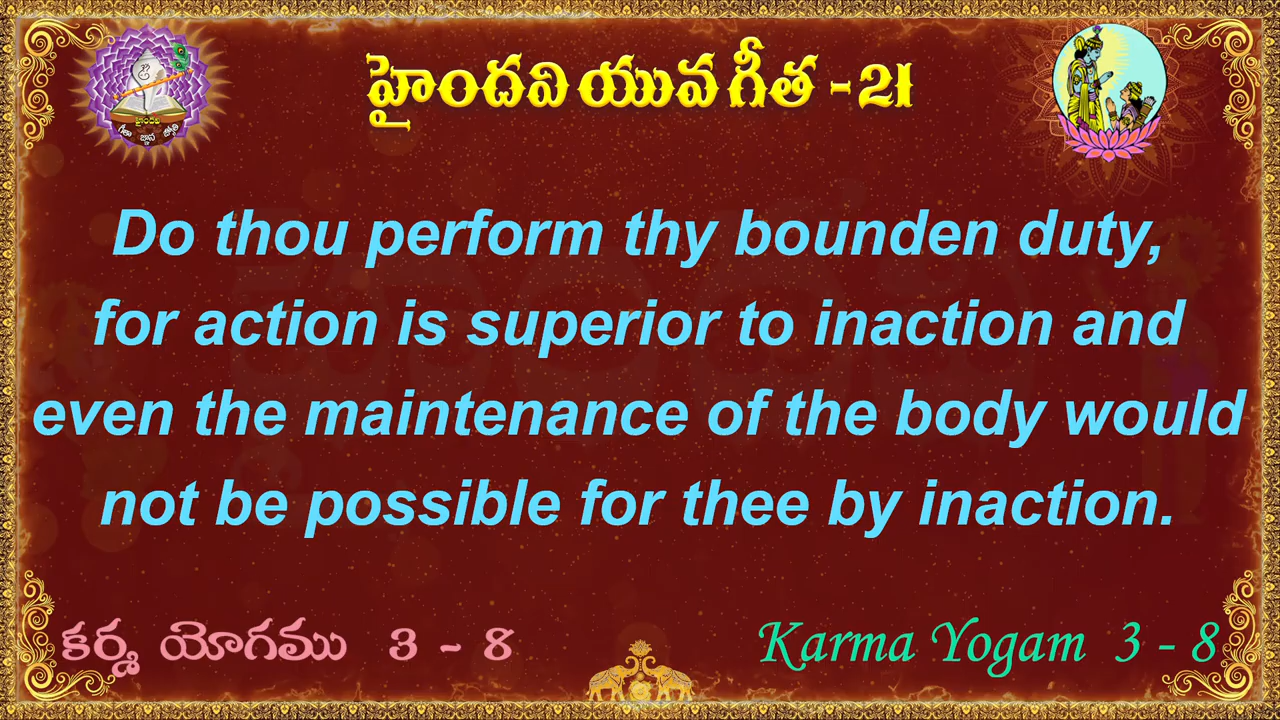 హైందవి యువ గీత - 21
హైందవి
గీతా జ్ఞాన జ్యోతి
Do thou perform thy bounden duty,
for action is superior to inaction and
even the maintenance of the body would
not be possible for thee by inaction.
కర్మ యోగము 3 - 8
Karma Yogam 3 - 8